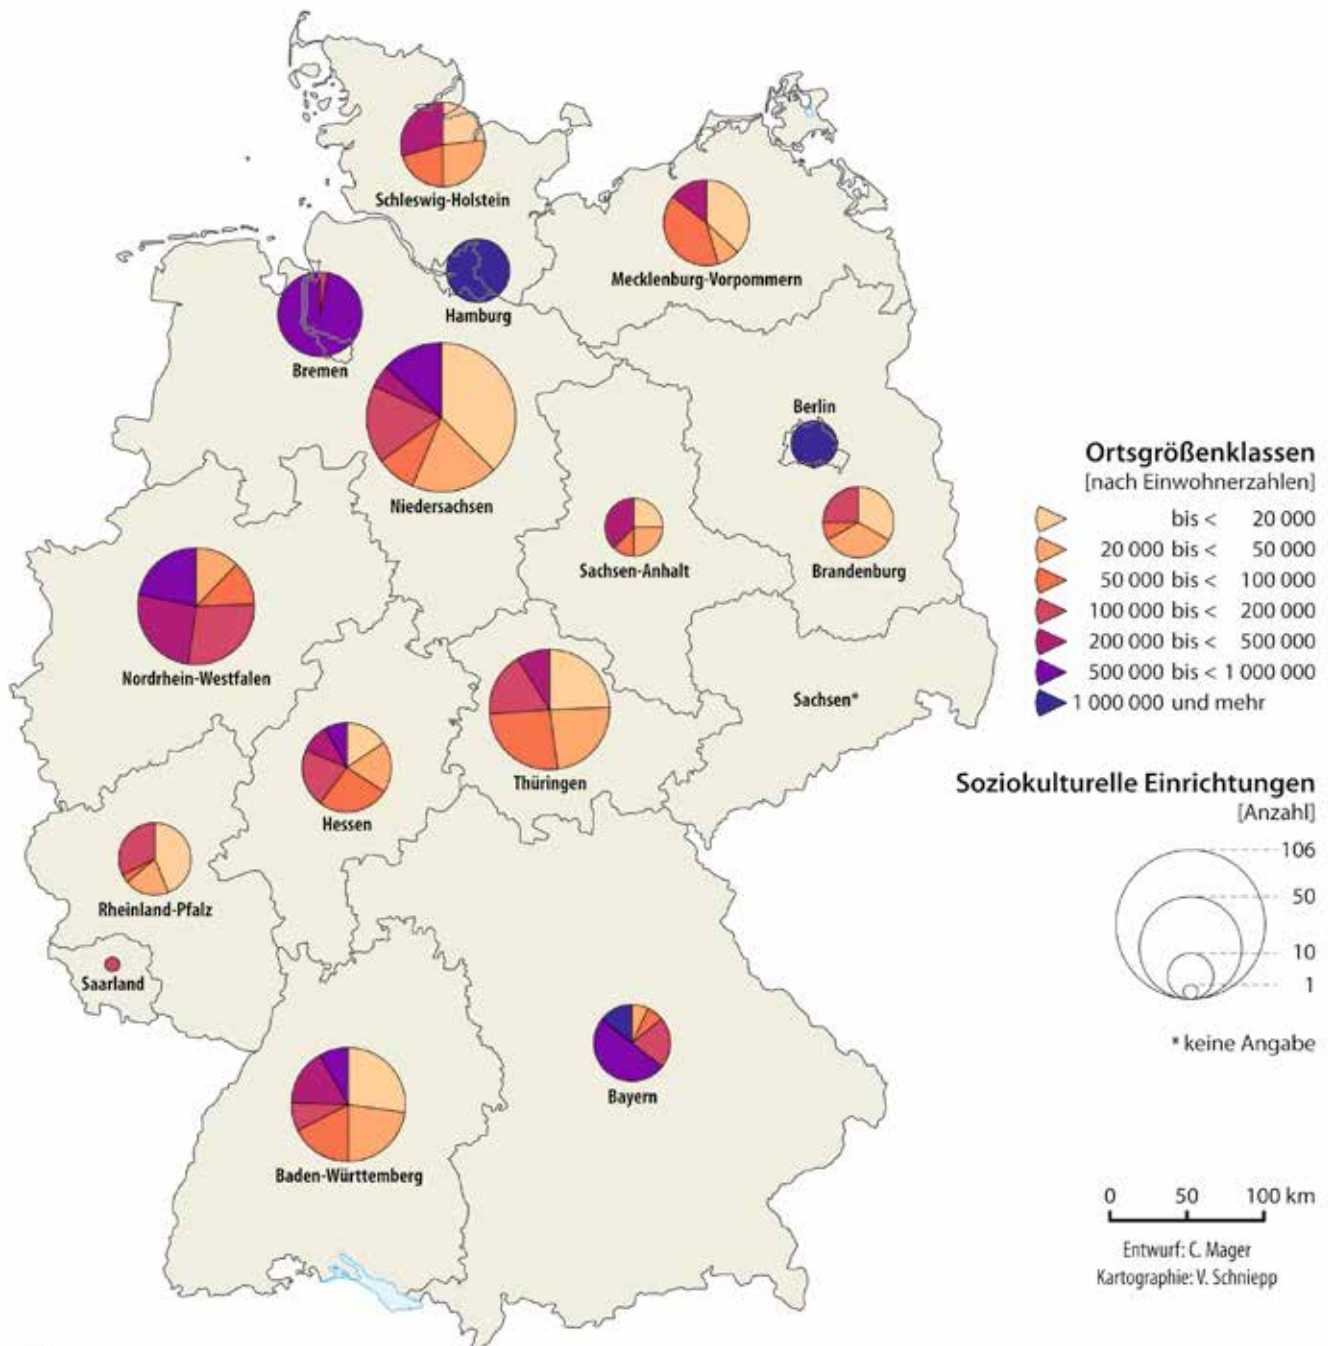 Schleswig-Holstein
Mecklenburg-Vorpommern
Hamburg
Bremen
Berlin
Niedersachsen
Sachsen-Anhalt
Brandenburg
Nordrhein-Westfalen
Sachsen*
Thüringen
Hessen
Rheinland-Pfalz
Saarland
Bayern
Baden-Württemberg
Ortsgrößenklassen
[nach Einwohnerzahlen]
bis < 20 000
20 000 bis < 50 000
50 000 bis < 100 000
100 000 bis < 200 000
200 000 bis < 500 000
500 000 bis < 1 000 000
1 000 000 und mehr
Soziokulturelle Einrichtungen
[Anzahl]
106
50
10
1
* keine Angabe
0 50 100 km
Entwurf: C. Mager
Kartographie: V. Schniepp